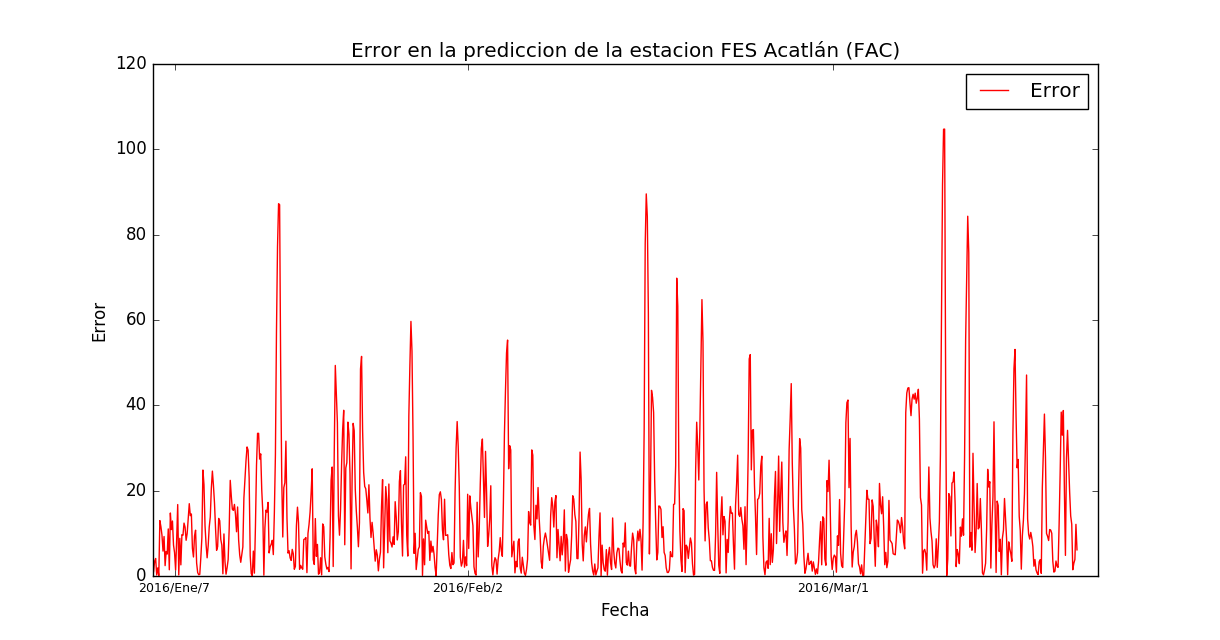 Error en la prediccion de la estacion FES Acatlán (FAC)
120
Error
100
80
60
Error
40
20
0
2016/Ene/7 2016/Feb/2 2016/Mar/1
Fecha